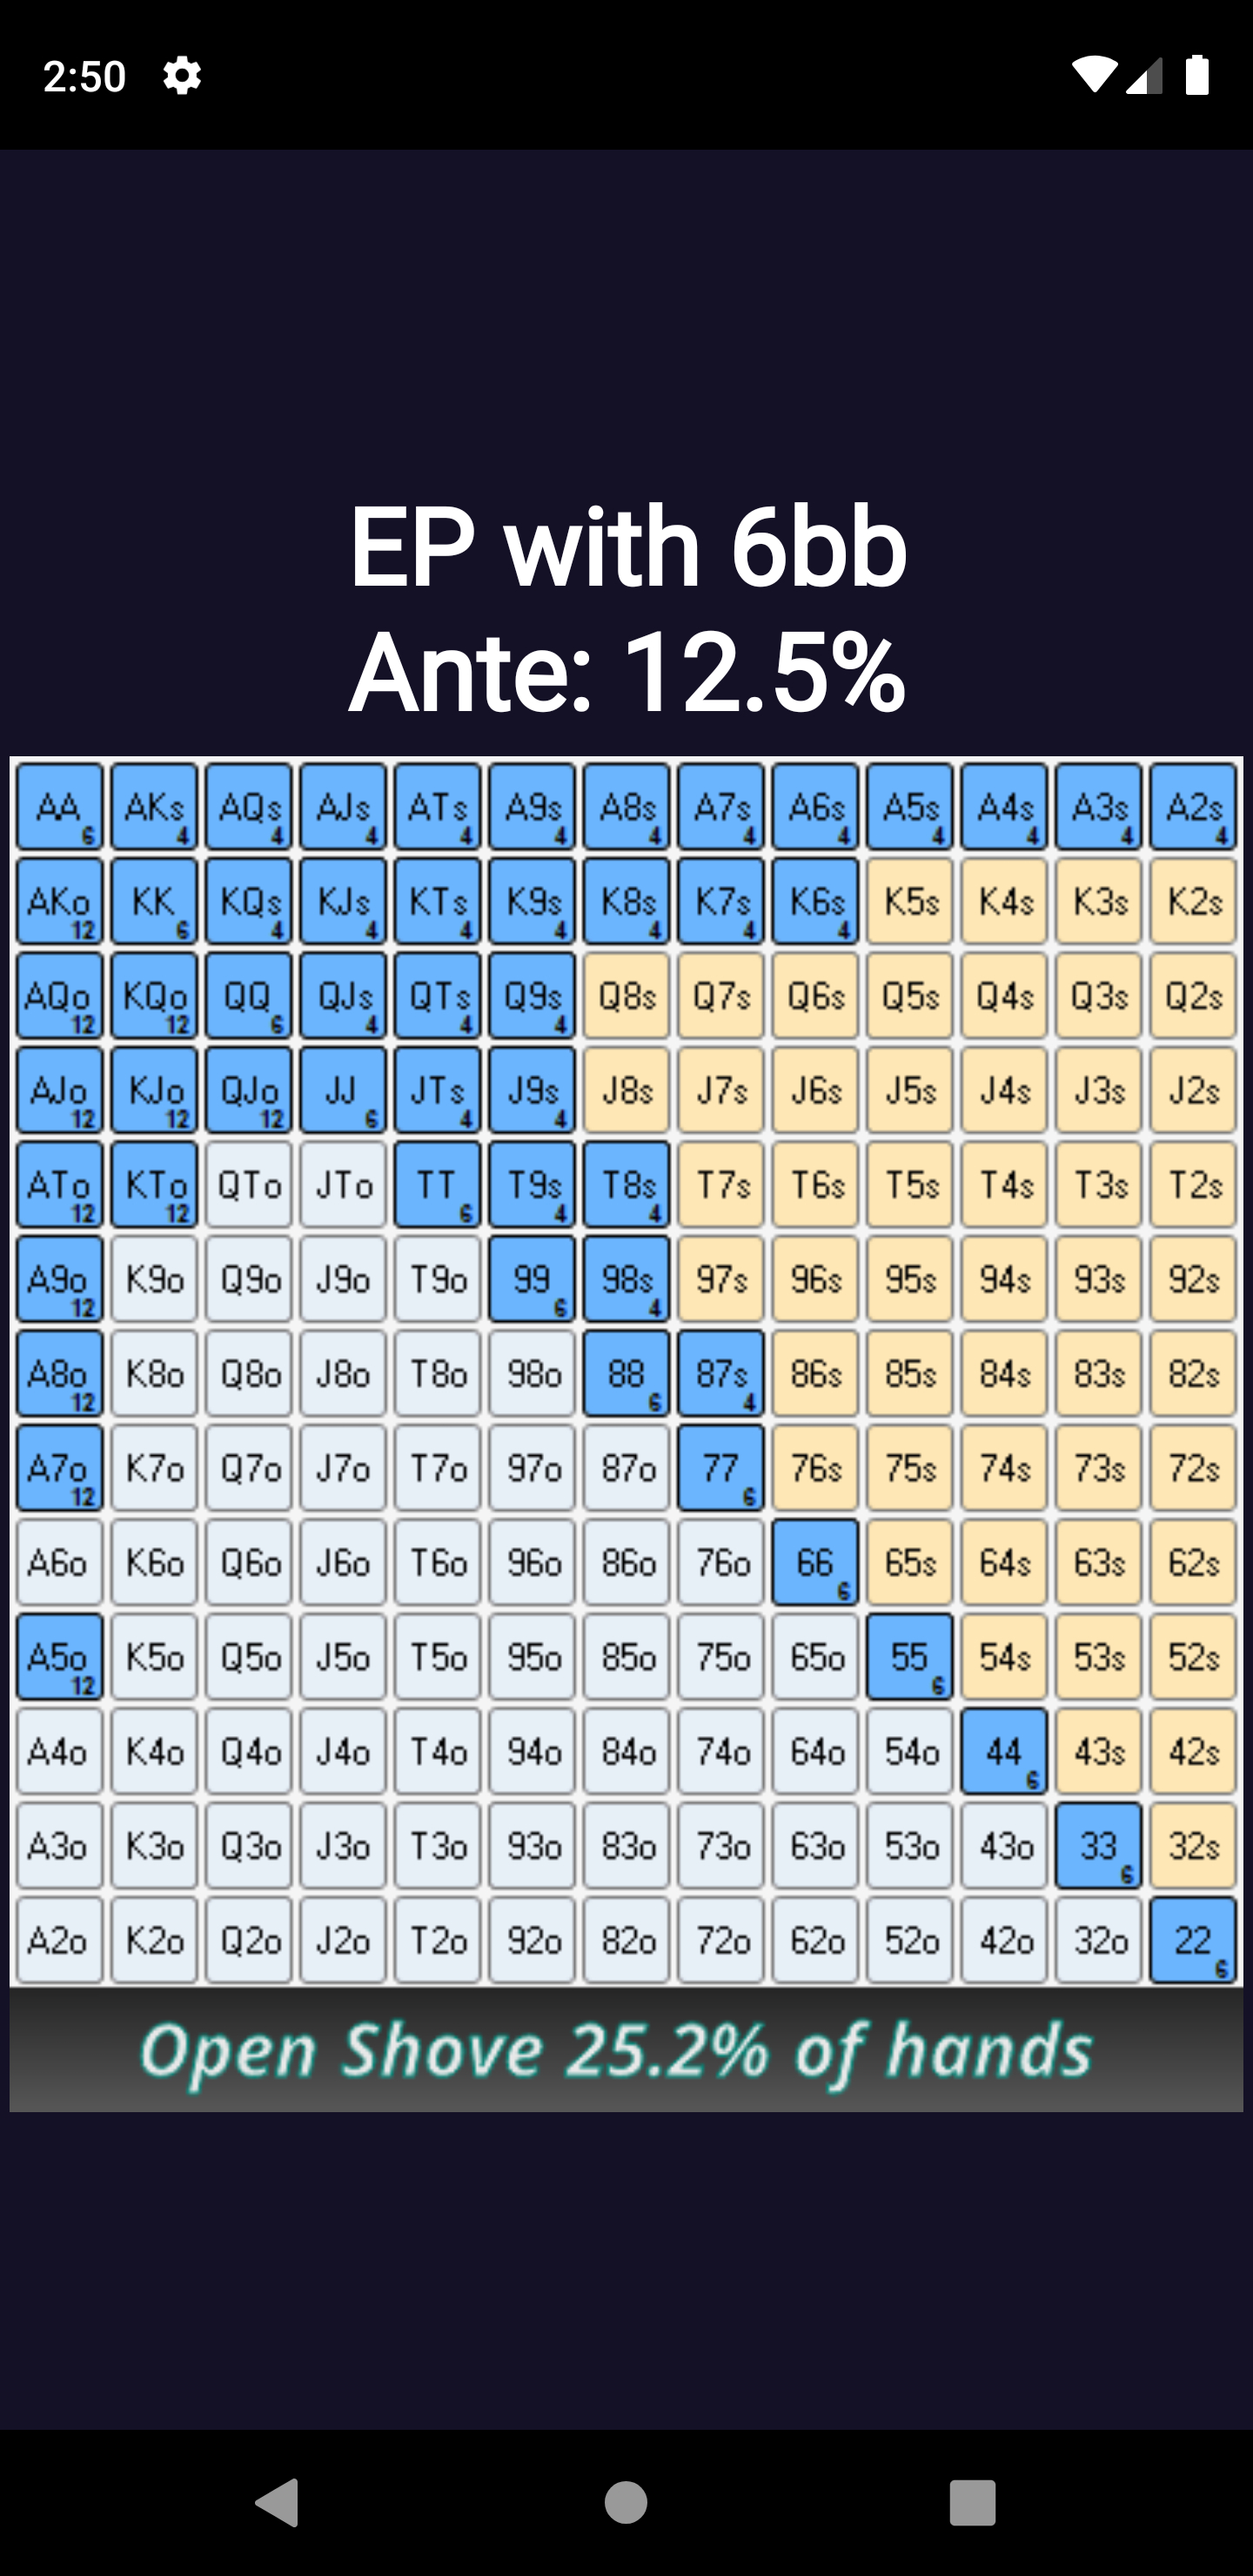 2:50
EP with 6bb
Ante: 12.5%
AA 6 AKs 4 AQs 4 AJs 4 ATs 4 A9s 4 A8s 4 A7s 4 A6s 4 A5s 4 A4s 4 A3s 4 A2s 4
AKo 12 KK 6 KQs 4 KJs 4 KTs 4 K9s 4 K8s 4 K7s 4 K6s 4 K5s K4s K3s K2s
AQo 12 KQo 12 QQ 6 QJs 4 QTs 4 Q9s 4 Q8s Q7s Q6s Q5s Q4s Q3s Q2s
AJo 12 KJo 12 QJo 12 JJ 6 JTs 4 J9s 4 J8s J7s J6s J5s J4s J3s J2s
ATo 12 KTo 12 QTo JTo TT 6 T9s 4 T8s 4 T7s T6s T5s T4s T3s T2s
A9o 12 K9o Q9o J9o T9o 99 6 98s 4 97s 96s 95s 94s 93s 92s
A8o 12 K8o Q8o J8o T8o 98o 88 6 87s 4 86s 85s 84s 83s 82s
A7o 12 K7o Q7o J7o T7o 97o 87o 77 6 76s 75s 74s 73s 72s
A6o K6o Q6o J6o T6o 96o 86o 76o 66 6 65s 64s 63s 62s
A5o 12 K5o Q5o J5o T5o 95o 85o 75o 65o 55 6 54s 53s 52s
A4o K4o Q4o J4o T4o 94o 84o 74o 64o 54o 44 6 43s 42s
A3o K3o Q3o J3o T3o 93o 83o 73o 63o 53o 43o 33 6 32s
A2o K2o Q2o J2o T2o 92o 82o 72o 62o 52o 42o 32o 22 6
Open Shove 25.2% of hands